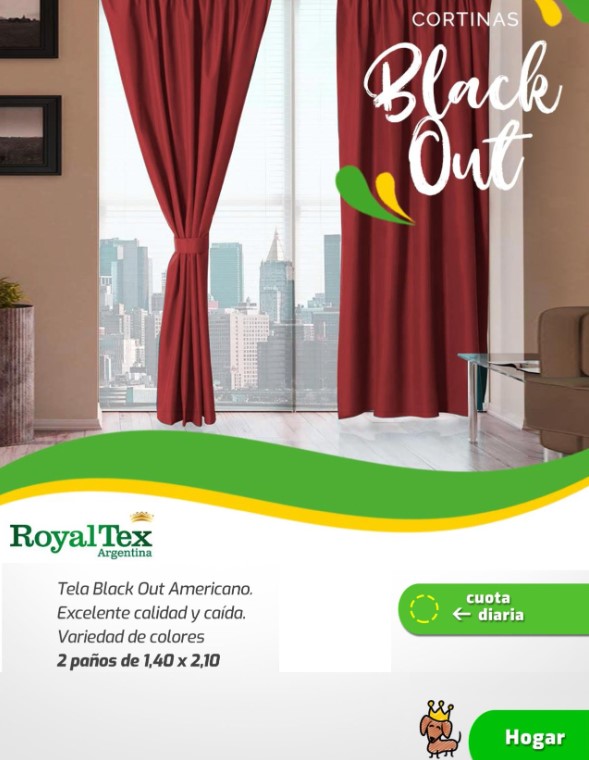 CORTINAS
Black
Out
RoyalTex
Argentina
Tela Black Out Americano.
Excelente calidad y caída.
Variedad de colores
2 paños de 1,40 x 2,10
cuota
← diaria
Hogar